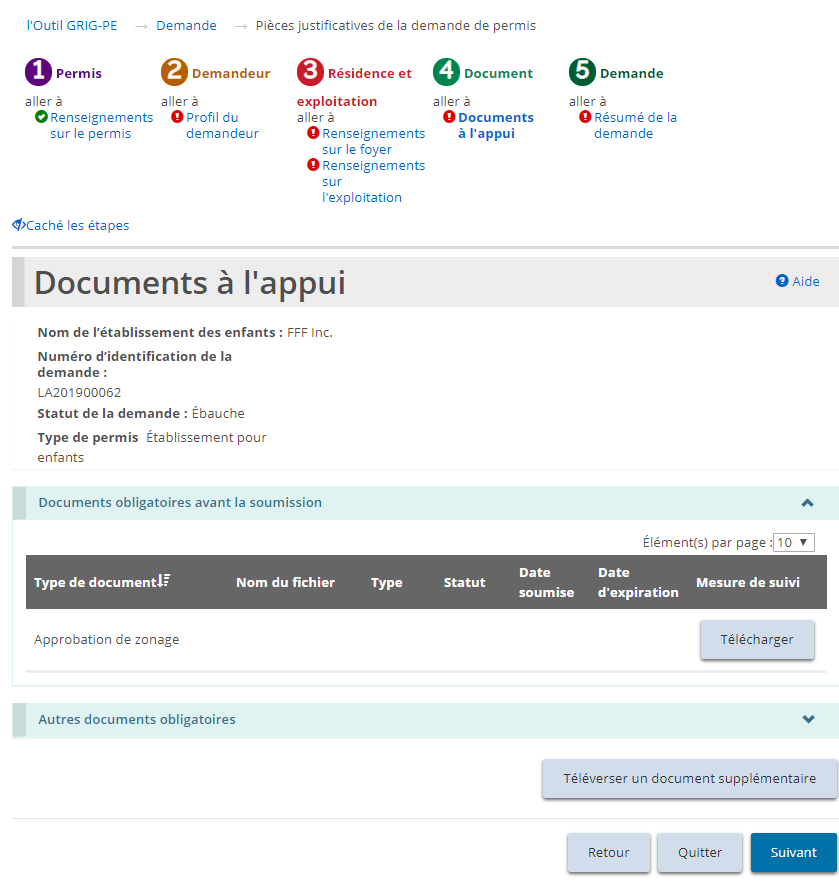 l'Outil GRIG-PE → Demande → Pièces justificatives de la demande de permis
1 Permis
aller à
Renseignements
sur le permis
2 Demandeur
aller à
Profil du
demandeur
3 Résidence et
exploitation
aller à
Renseignements
sur le foyer
Renseignements
sur
l'exploitation
4 Document
aller à
Documents
à l'appui
5 Demande
aller à
Résumé de la
demande
Caché les étapes
Documents à l'appui
Aide
Nom de l’établissement des enfants : FFF Inc.
Numéro d’identification de la
demande :
LA201900062
Statut de la demande : Ébauche
Type de permis Établissement pour
enfants
Documents obligatoires avant la soumission
Élément(s) par page : 10
Type de document Nom du fichier Type Statut Date soumise Date d'expiration Mesure de suivi
Approbation de zonage Télécharger
Autres documents obligatoires
Téléverser un document supplémentaire
Retour Quitter Suivant